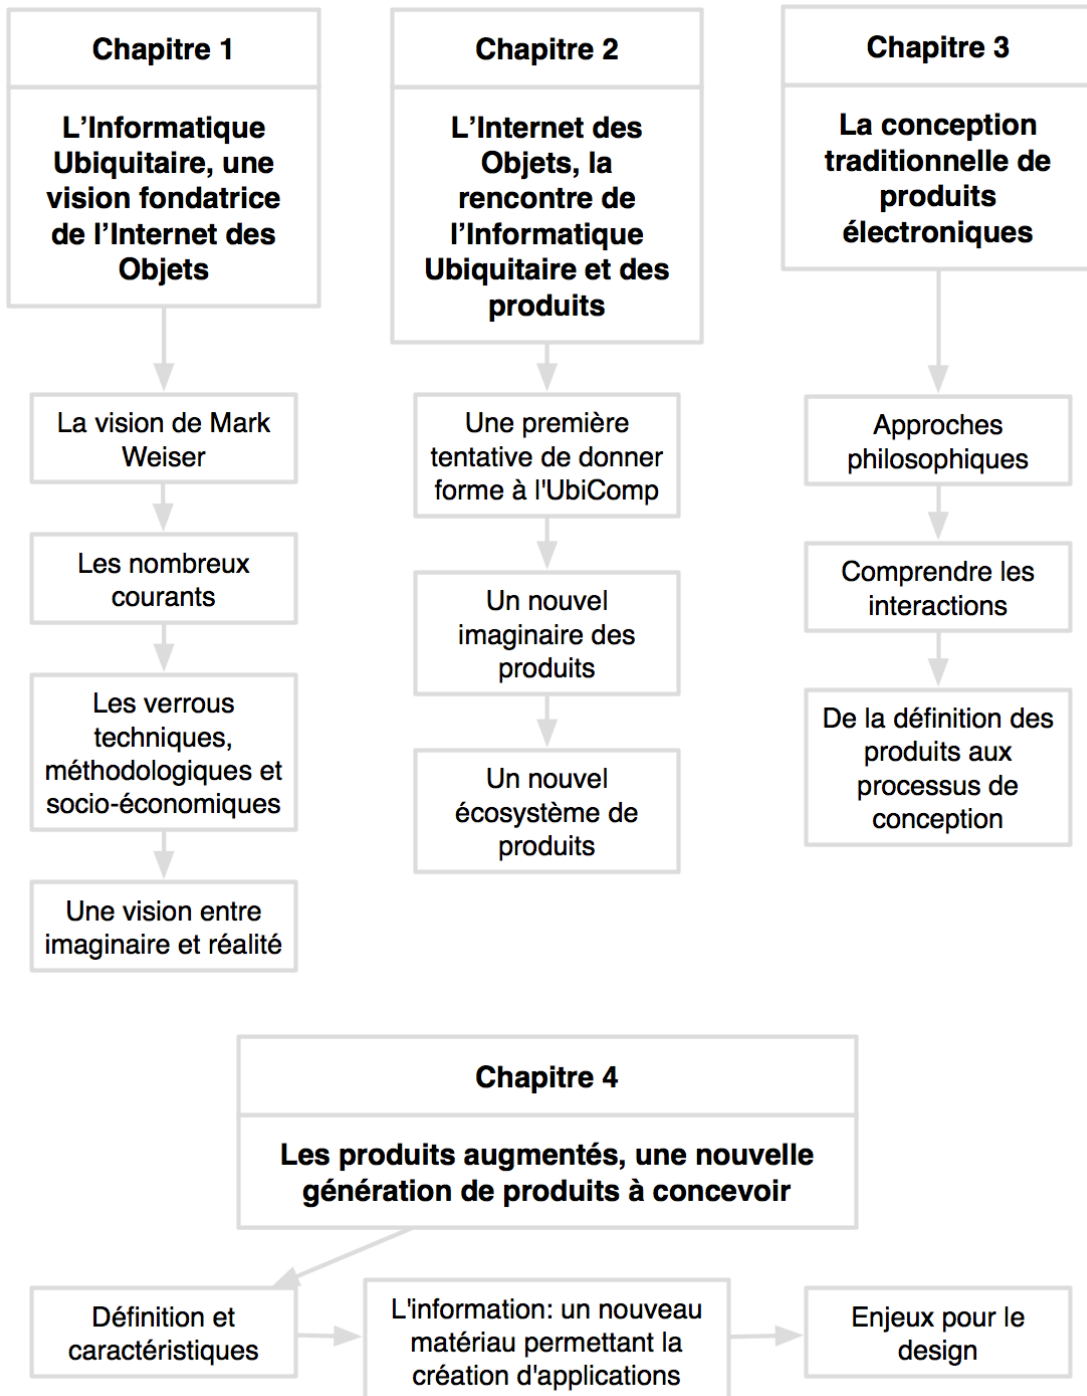 Chapitre 1
L’Informatique
Ubiquitaire, une
vision fondatrice
de l’Internet des
Objets
La vision de Mark
Weiser
Les nombreux
courants
Les verrous
techniques,
méthodologiques et
socio-économiques
Une vision entre
imaginaire et réalité
Chapitre 2
L’Internet des
Objets, la
rencontre de
l’Informatique
Ubiquitaire et des
produits
Une première
tentative de donner
forme à l'UbiComp
Un nouvel
imaginaire des
produits
Un nouvel
écosystème de
produits
Chapitre 3
La conception
traditionnelle de
produits
électroniques
Approches
philosophiques
Comprendre les
interactions
De la définition des
produits aux
processus de
conception
Chapitre 4
Les produits augmentés, une nouvelle
génération de produits à concevoir
Définition et
caractéristiques
L'information: un nouveau
matériau permettant la
création d'applications
Enjeux pour le
design